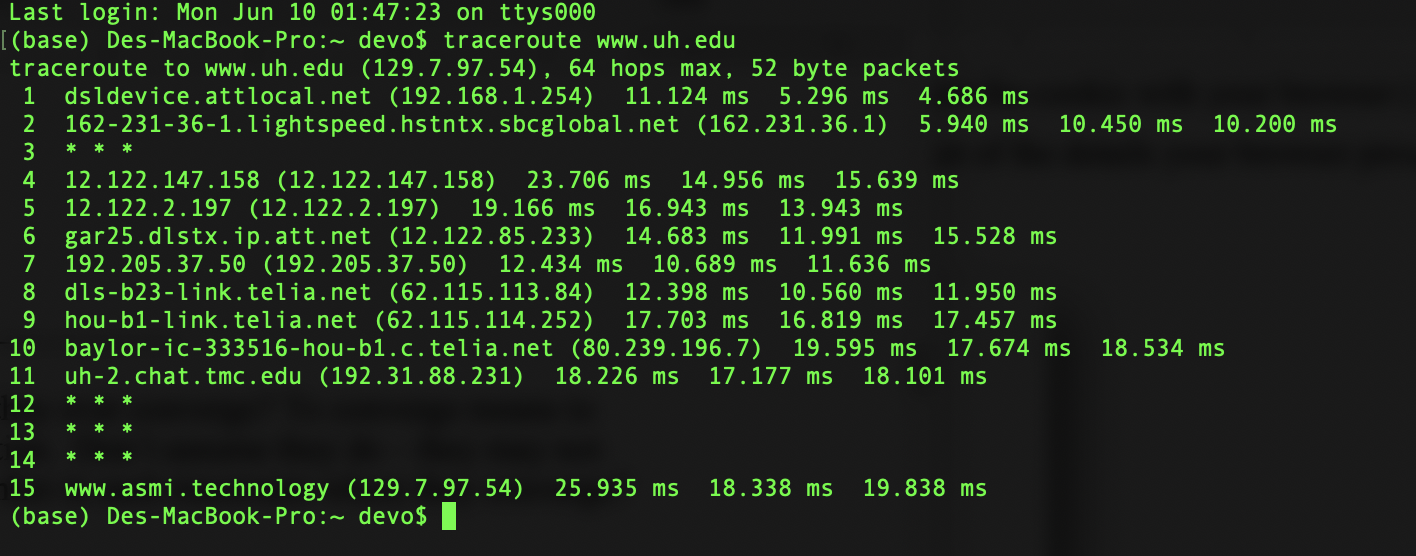 Last login: Mon Jun 10 01:47:23 on ttys000
[(base) Des-MacBook-Pro:~ devo$ traceroute www.uh.edu
traceroute to www.uh.edu (129.7.97.54), 64 hops max, 52 byte packets
1 dsldevice.attlocal.net (192.168.1.254) 11.124 ms 5.296 ms 4.686 ms
2 162-231-36-1.lightspeed.hstntx.sbcglobal.net (162.231.36.1) 5.940 ms 10.450 ms 10.200 ms
3 * * *
4 12.122.147.158 (12.122.147.158) 23.706 ms 14.956 ms 15.639 ms
5 12.122.2.197 (12.122.2.197) 19.166 ms 16.943 ms 13.943 ms
6 gar25.dlstx.ip.att.net (12.122.85.233) 14.683 ms 11.991 ms 15.528 ms
7 192.205.37.50 (192.205.37.50) 12.434 ms 10.689 ms 11.636 ms
8 dls-b23-link.telia.net (62.115.113.84) 12.398 ms 10.560 ms 11.950 ms
9 hou-b1-link.telia.net (62.115.114.252) 17.703 ms 16.819 ms 17.457 ms
10 baylor-ic-333516-hou-b1.c.telia.net (80.239.196.7) 19.595 ms 17.674 ms 18.534 ms
11 uh-2.chat.tmc.edu (192.31.88.231) 18.226 ms 17.177 ms 18.101 ms
12 * * *
13 * * *
14 * * *
15 www.asmi.technology (129.7.97.54) 25.935 ms 18.338 ms 19.838 ms
(base) Des-MacBook-Pro:~ devo$